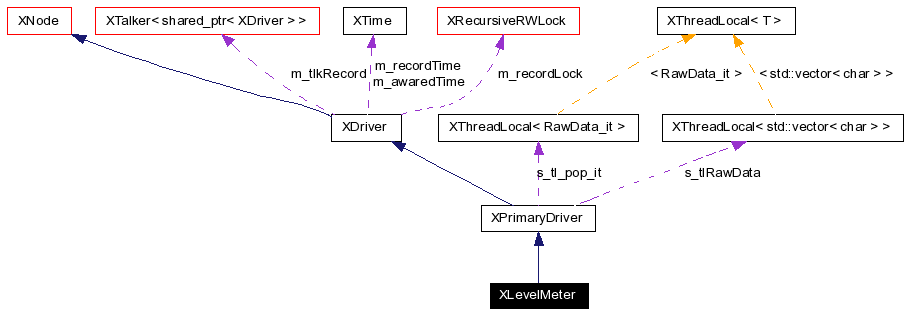 XNode
XTalker< shared_ptr< XDriver > >
XTime
XRecursiveRWLock
XThreadLocal< T >
m_tlkRecord
m_recordTime
m_awaredTime
m_recordLock
< RawData_it >
< std::vector< char > >
XDriver
XThreadLocal< RawData_it >
XThreadLocal< std::vector< char > >
s_tl_pop_it
s_tlRawData
XPrimaryDriver
XLevelMeter